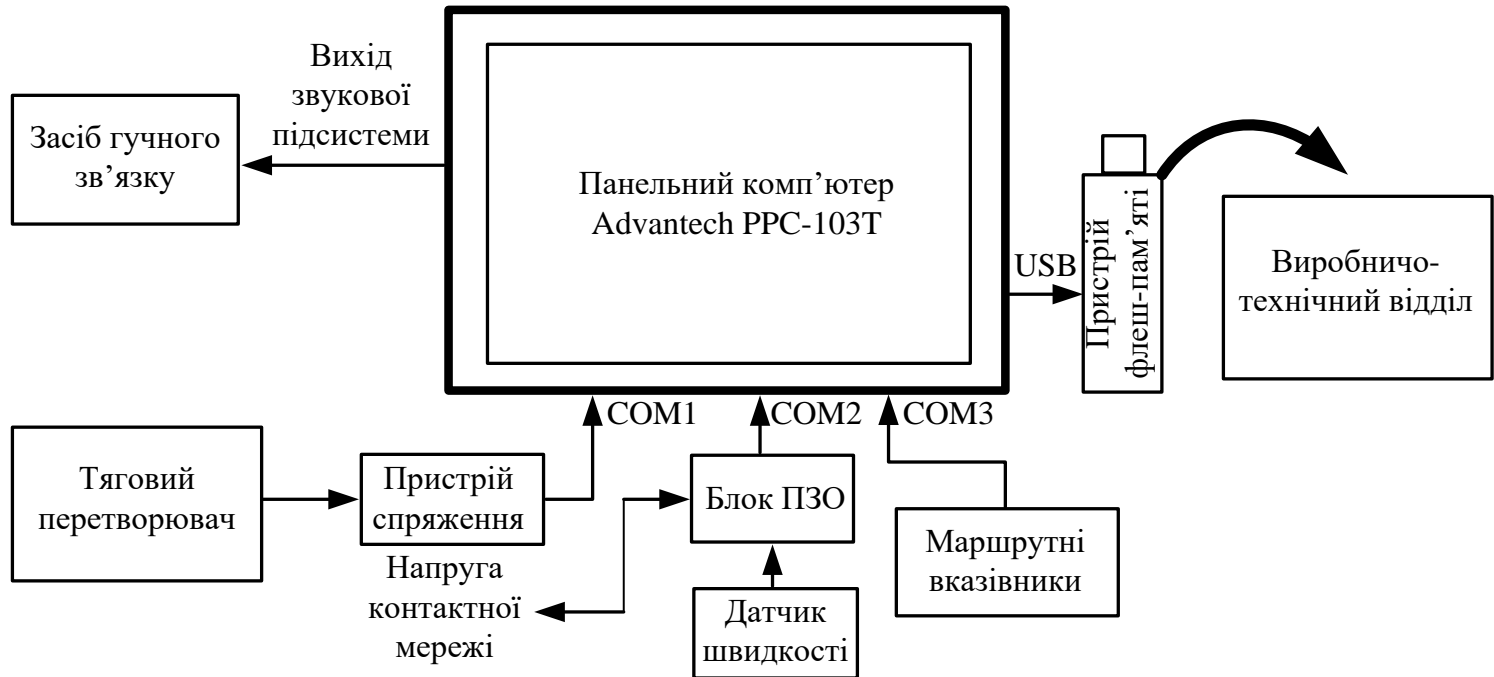 Вихід
звукової
підсистеми
Засіб гучного
зв’язку
Панельний комп’ютер
Advantech PPC-103T
USB
Пристрій
флеш-пам’яті
Виробничо-
технічний відділ
COM1
COM2
COM3
Тяговий
перетворювач
Пристрій
спряження
Блок ПЗО
Маршрутні
вказівники
Напруга
контактної
мережі
Датчик
швидкості